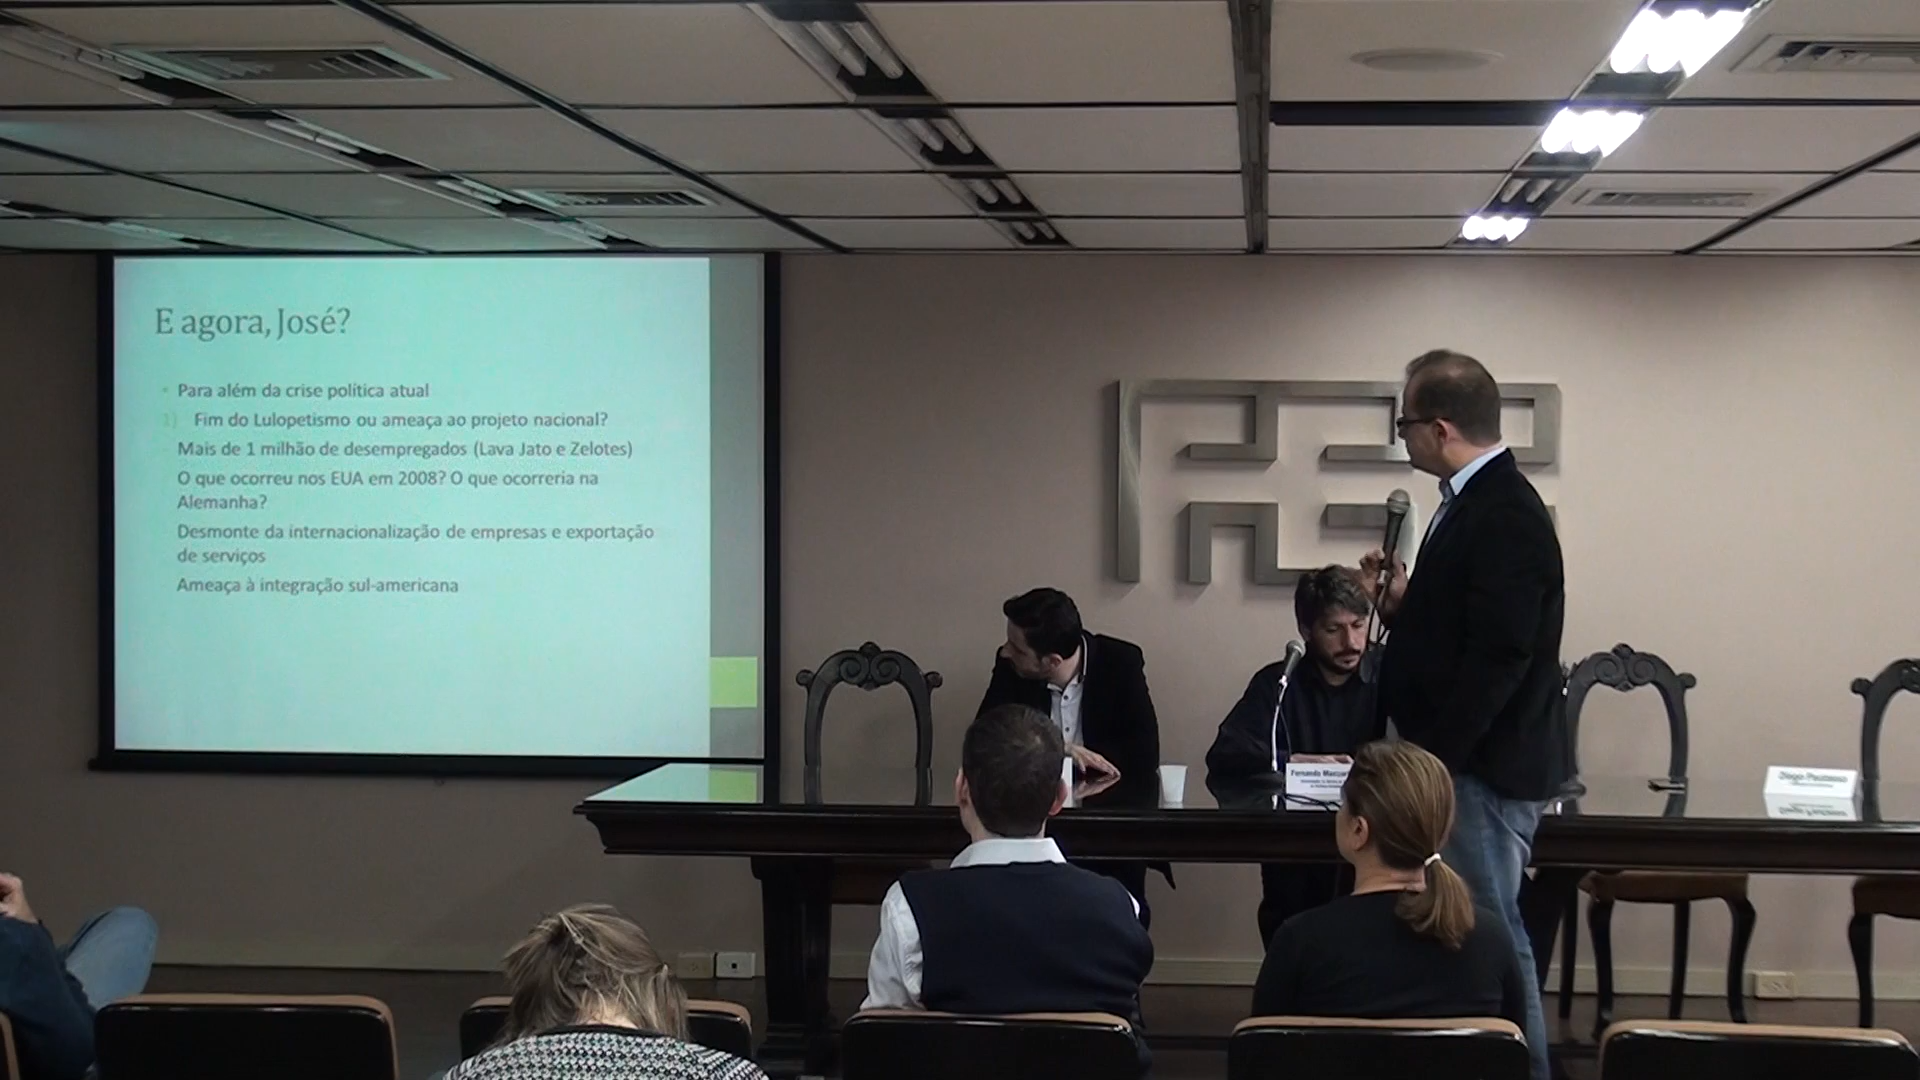 E agora, José?
Para além da crise política atual
1) Fim do Lulopetismo ou ameaça ao projeto nacional?
Mais de 1 milhão de desempregados (Lava Jato e Zelotes)
O que ocorreu nos EUA em 2008? O que ocorreria na
Alemanha?
Desmonte da internacionalização de empresas e exportação
de serviços
Ameaça à integração sul-americana
FEE
Fernando
Diego Pautasso